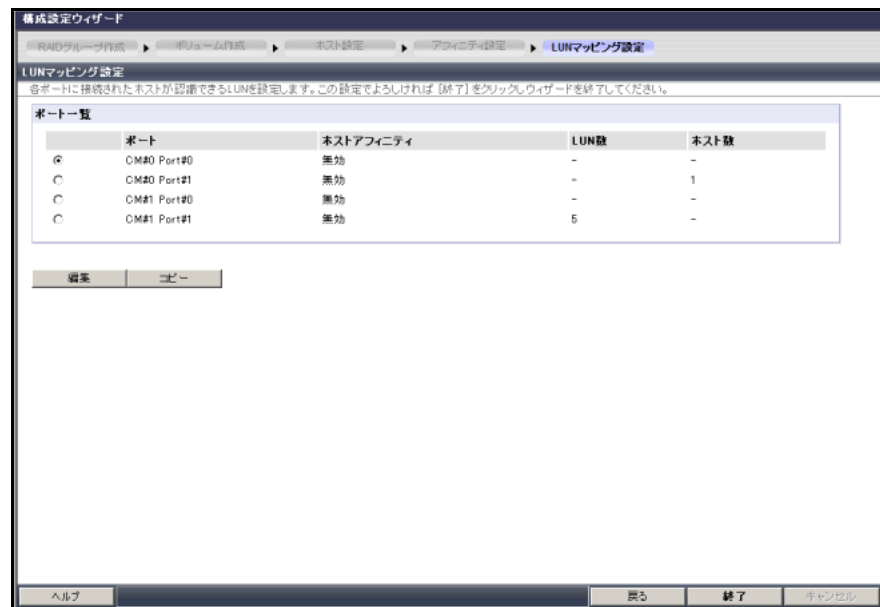 構成設定ウィザード
RAIDグループ作成 ▶ ボリューム作成 ▶ ホスト設定 ▶ アフィニティ設定 ▶ LUNマッピング設定
LUNマッピング設定
各ポートに接続されたホストが認識できるLUNを設定します。この設定でよろしければ [終了] をクリックしウィザードを終了してください。
ポート一覧
ポート ホストアフィニティ LUN数 ホスト数
CM#0 Port#0 無効 - -
CM#0 Port#1 無効 - 1
CM#1 Port#0 無効 - -
CM#1 Port#1 無効 5 -
編集 コピー
ヘルプ 戻る 終了 キャンセル